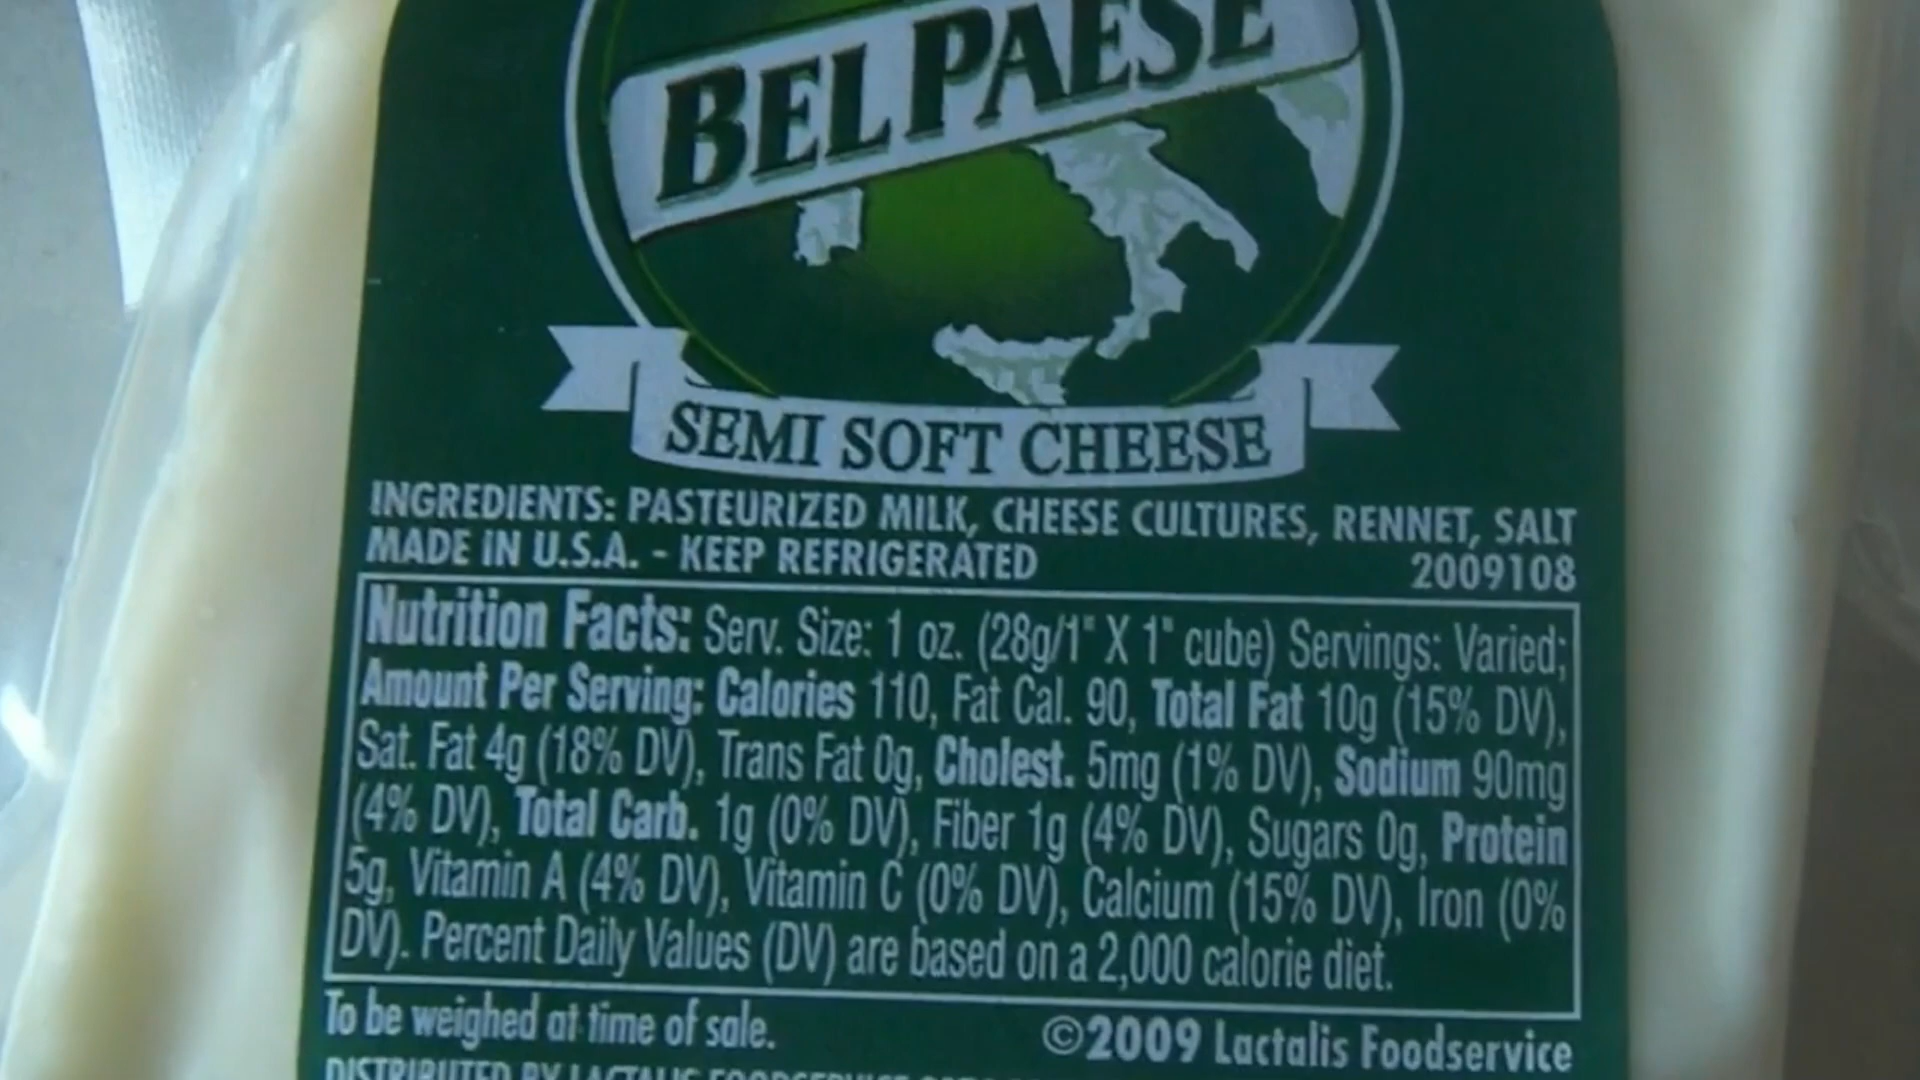 BEL PAESE
SEMI SOFT CHEESE
INGREDIENTS: PASTEURIZED MILK, CHEESE CULTURES, RENNET, SALT
MADE IN U.S.A. - KEEP REFRIGERATED 2009108
Nutrition Facts: Serv. Size: 1 oz. (28g/1" X 1" cube) Servings: Varied;
Amount Per Serving: Calories 110, Fat Cal. 90, Total Fat 10g (15% DV),
Sat. Fat 4g (18% DV), Trans Fat 0g, Cholest. 5mg (1% DV), Sodium 90mg
(4% DV), Total Carb. 1g (0% DV), Fiber 1g (4% DV), Sugars 0g, Protein
5g, Vitamin A (4% DV), Vitamin C (0% DV), Calcium (15% DV), Iron (0%
DV). Percent Daily Values (DV) are based on a 2,000 calorie diet.
To be weighed at time of sale. ©2009 Lactalis Foodservice
DISTRIBUTED BY LACTALIS FOODSERVICE